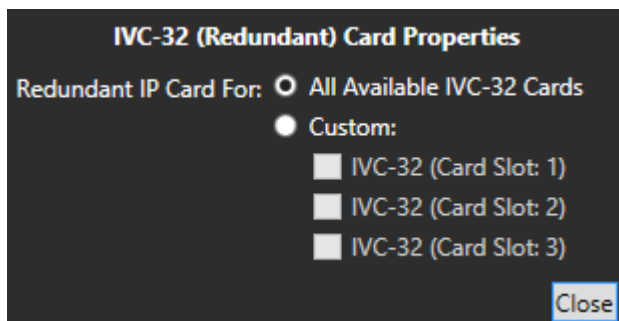 IVC-32 (Redundant) Card Properties
Redundant IP Card For: All Available IVC-32 Cards
Custom:
IVC-32 (Card Slot: 1)
IVC-32 (Card Slot: 2)
IVC-32 (Card Slot: 3)
Close